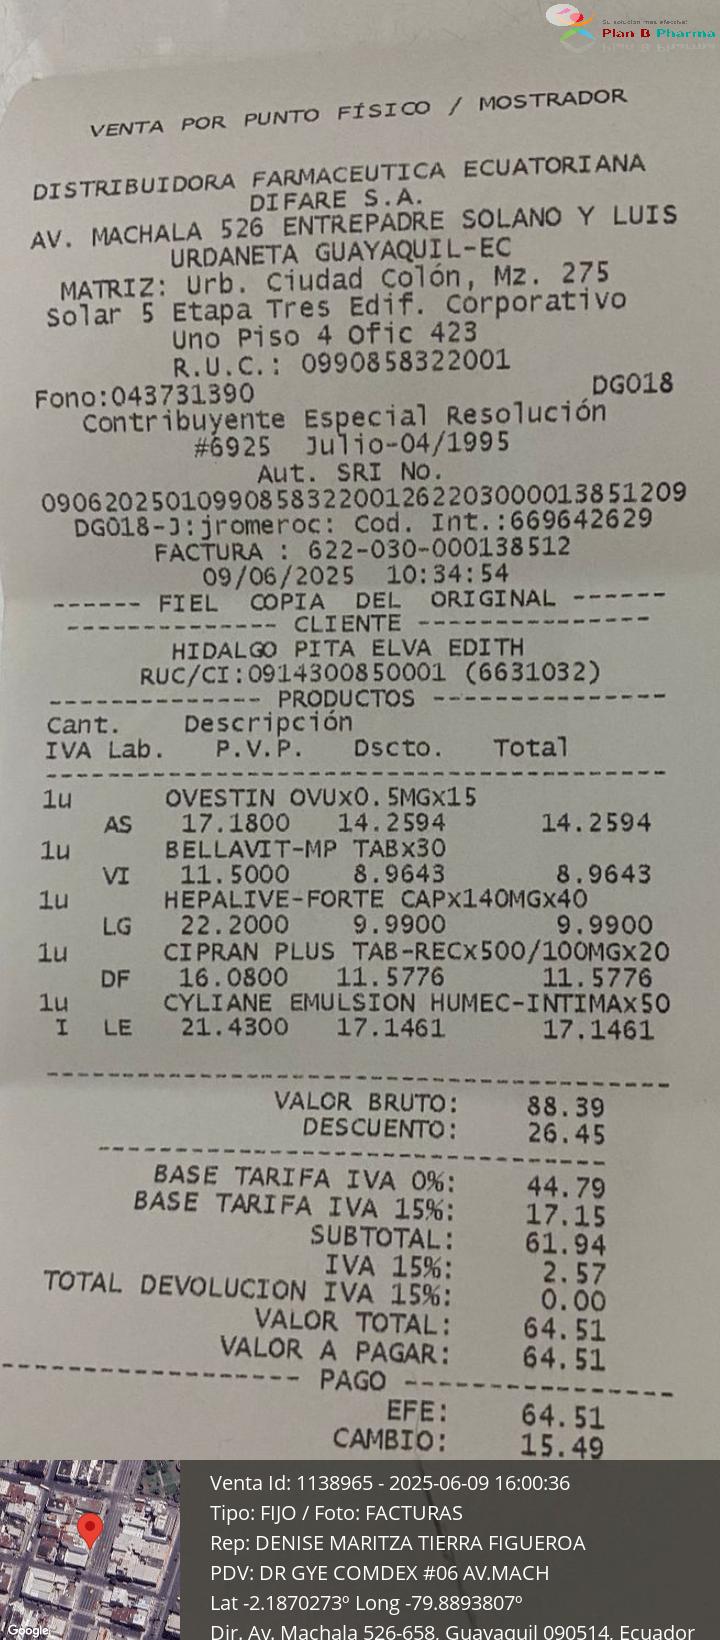 Su solucion mas efectiva!
Plan B Pharma
VENTA POR PUNTO FÍSICO / MOSTRADOR
DISTRIBUIDORA FARMACEUTICA ECUATORIANA
DIFARE S.A.
AV. MACHALA 526 ENTREPADRE SOLANO Y LUIS
URDANETA GUAYAQUIL-EC
MATRIZ: Urb. Ciudad Colón, Mz. 275
Solar 5 Etapa Tres Edif. Corporativo
Uno Piso 4 Ofic 423
R.U.C.: 0990858322001
Fono:043731390 DG018
Contribuyente Especial Resolución
#6925 Julio-04/1995
Aut. SRI No.
0906202501099085832200126220300001385​1209
DG018-J:jromeroc: Cod. Int.:669642629
FACTURA : 622-030-000138512
09/06/2025 10:34:54
------ FIEL COPIA DEL ORIGINAL ------
-------------- CLIENTE ---------------
HIDALGO PITA ELVA EDITH
RUC/CI:0914300850001 (6631032)
-------------- PRODUCTOS ---------------
Cant. Descripción
IVA Lab. P.V.P. Dscto. Total
1u OVESTIN OVUx0.5MGx15
AS 17.1800 14.2594 14.2594
1u BELLAVIT-MP TABx30
VI 11.5000 8.9643 8.9643
1u HEPALIVE-FORTE CAPx140MGx40
LG 22.2000 9.9900 9.9900
1u CIPRAN PLUS TAB-RECx500/100MGx20
DF 16.0800 11.5776 11.5776
1u CYLIANE EMULSION HUMEC-INTIMAx50
I LE 21.4300 17.1461 17.1461
VALOR BRUTO: 88.39
DESCUENTO: 26.45
BASE TARIFA IVA 0%: 44.79
BASE TARIFA IVA 15%: 17.15
SUBTOTAL: 61.94
IVA 15%: 2.57
TOTAL DEVOLUCION IVA 15%: 0.00
VALOR TOTAL: 64.51
VALOR A PAGAR: 64.51
------------------- PAGO ----------------
EFE: 64.51
CAMBIO: 15.49
Venta Id: 1138965 - 2025-06-09 16:00:36
Tipo: FIJO / Foto: FACTURAS
Rep: DENISE MARITZA TIERRA FIGUEROA
PDV: DR GYE COMDEX #06 AV.MACH
Lat -2.1870273º Long -79.8893807º
Dir. Av. Machala 526-658, Guayaquil 090514, Ecuador
Google